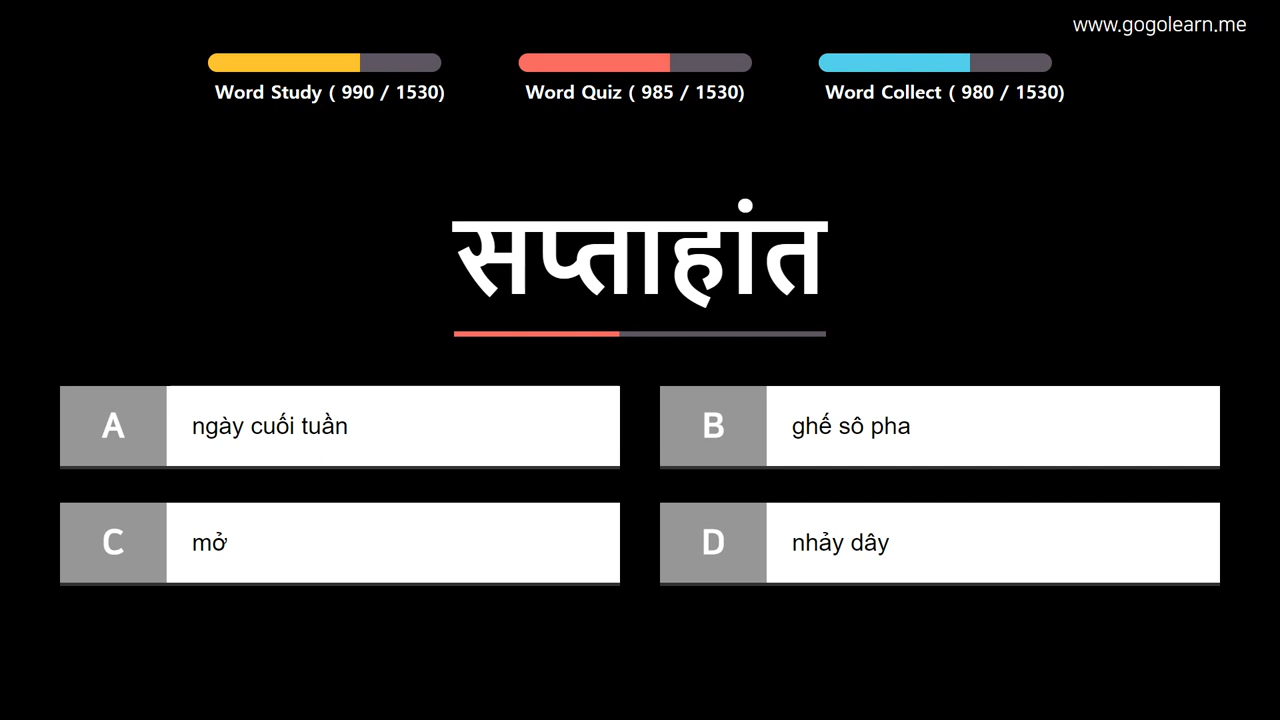 www.gogolearn.me
Word Study ( 990 / 1530)
Word Quiz ( 985 / 1530)
Word Collect ( 980 / 1530)
सप्ताहांत
A
ngày cuối tuần
B
ghế sô pha
C
mở
D
nhảy dây